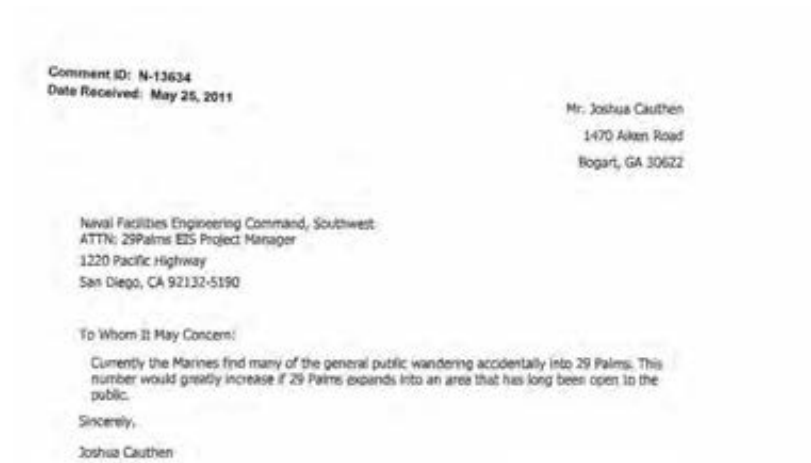 Comment ID: N-13634
Date Received: May 25, 2011
Mr. Joshua Cauthen
1470 Aiken Road
Bogart, GA 30622
Naval Facilities Engineering Command, Southwest
ATTN: 29Palms EIS Project Manager
1220 Pacific Highway
San Diego, CA 92132-5190
To Whom It May Concern:
Currently the Marines find many of the general public wandering accidentally into 29 Palms. This
number would greatly increase if 29 Palms expands into an area that has long been open to the
public.
Sincerely,
Joshua Cauthen